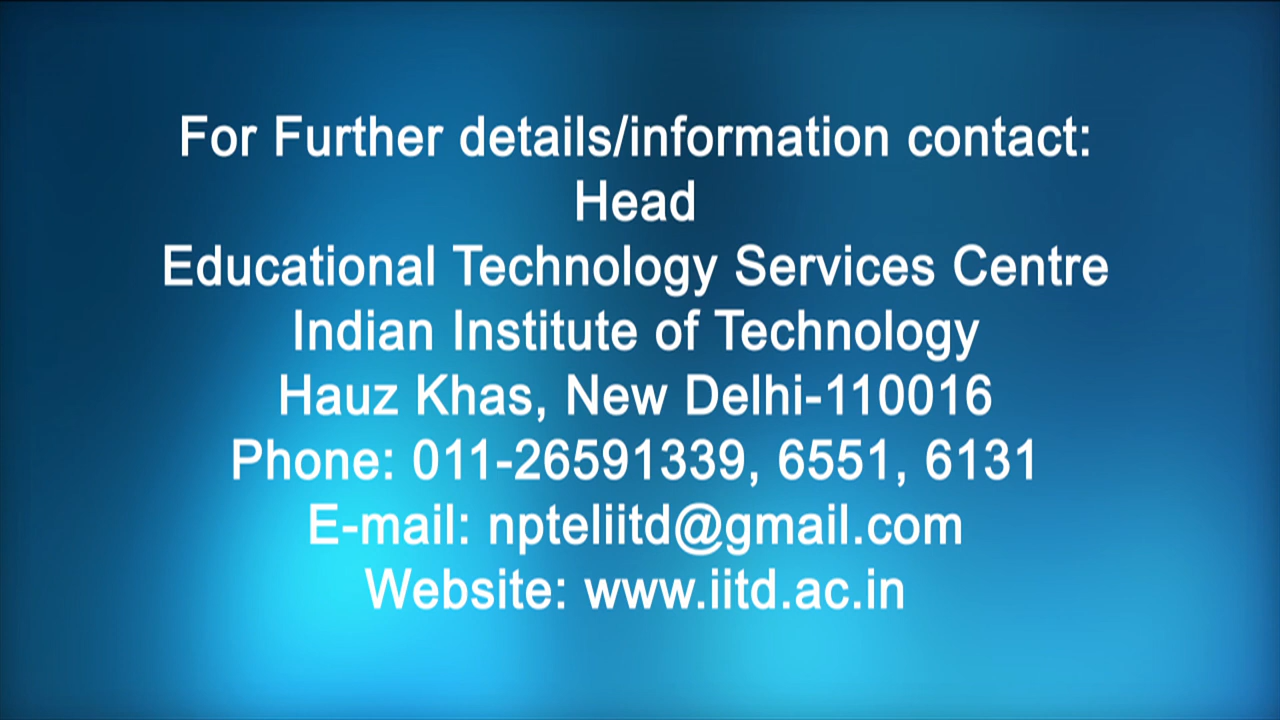 For Further details/information contact:
Head
Educational Technology Services Centre
Indian Institute of Technology
Hauz Khas, New Delhi-110016
Phone: 011-26591339, 6551, 6131
E-mail: npteliitd@gmail.com
Website: www.iitd.ac.in